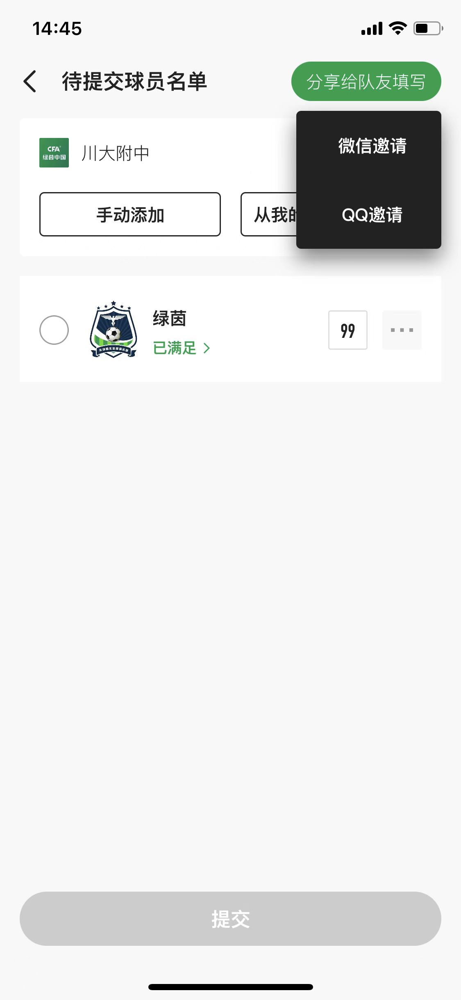 14:45
待提交球员名单
分享给队友填写
微信邀请
QQ邀请
CFA
绿茵中国
川大附中
手动添加
从我的
绿茵
已满足
99
提交